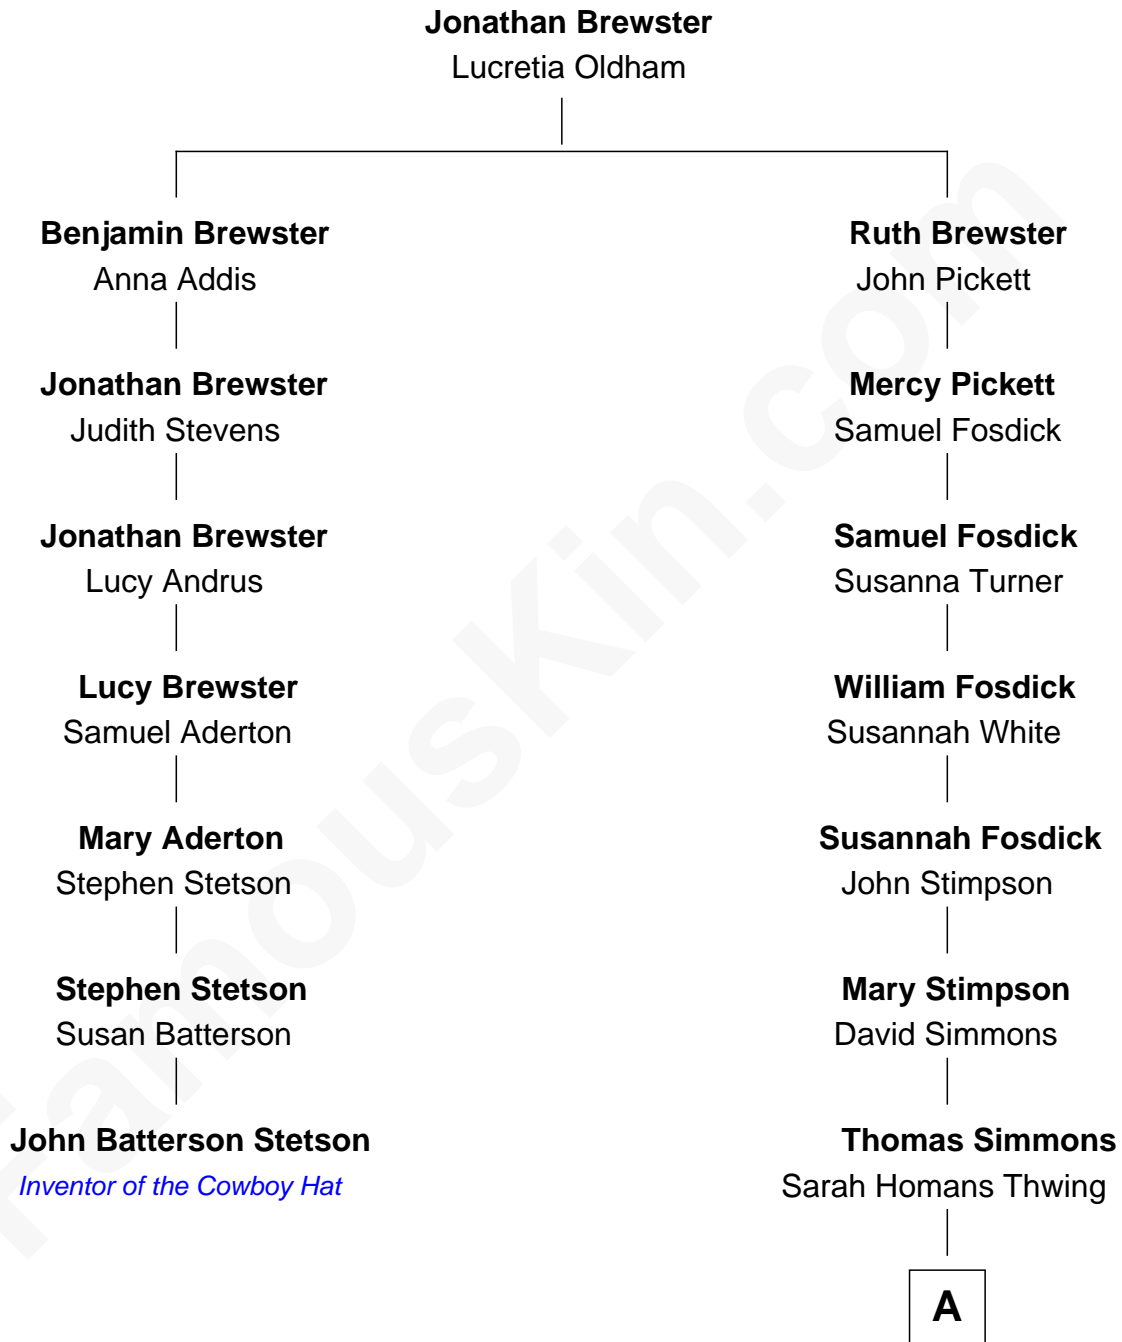 Jonathan Brewster
Lucretia Oldham
Benjamin Brewster
Anna Addis
Ruth Brewster
John Pickett
Jonathan Brewster
Judith Stevens
Mercy Pickett
Samuel Fosdick
Jonathan Brewster
Lucy Andrus
Samuel Fosdick
Susanna Turner
Lucy Brewster
Samuel Aderton
William Fosdick
Susannah White
Mary Aderton
Stephen Stetson
Susannah Fosdick
John Stimpson
Stephen Stetson
Susan Batterson
Mary Stimpson
David Simmons
John Batterson Stetson
Inventor of the Cowboy Hat
Thomas Simmons
Sarah Homans Thwing
A
FamousKin.com